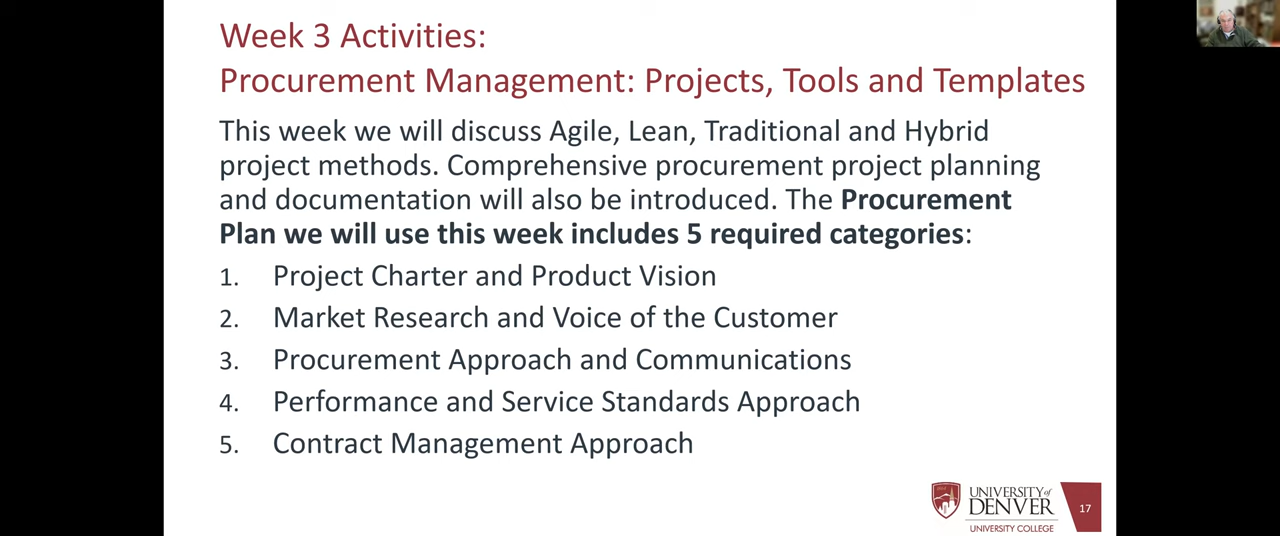 Week 3 Activities:
Procurement Management: Projects, Tools and Templates
This week we will discuss Agile, Lean, Traditional and Hybrid
project methods. Comprehensive procurement project planning
and documentation will also be introduced. The Procurement
Plan we will use this week includes 5 required categories:
1. Project Charter and Product Vision
2. Market Research and Voice of the Customer
3. Procurement Approach and Communications
4. Performance and Service Standards Approach
5. Contract Management Approach
UNIVERSITY of
DENVER
UNIVERSITY COLLEGE
17